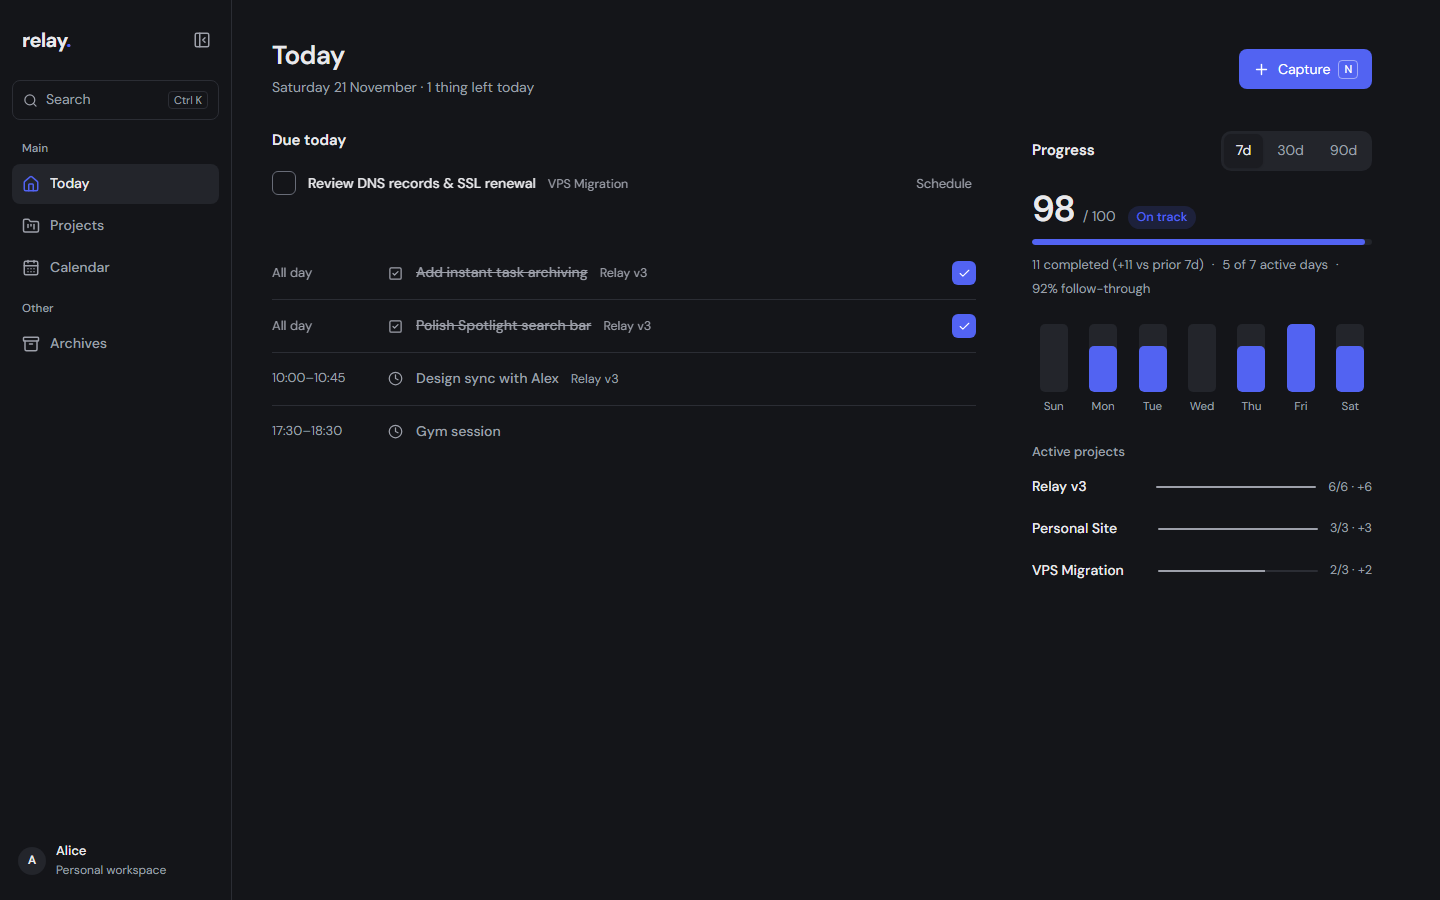 relay.
Search Ctrl K
Main
Today
Projects
Calendar
Other
Archives
A Alice
Personal workspace
Today
Saturday 21 November · 1 thing left today
+ Capture N
Due today
Review DNS records & SSL renewal VPS Migration Schedule
All day Add instant task archiving Relay v3
All day Polish Spotlight search bar Relay v3
10:00–10:45 Design sync with Alex Relay v3
17:30–18:30 Gym session
Progress 7d 30d 90d
98 / 100 On track
11 completed (+11 vs prior 7d) · 5 of 7 active days ·
92% follow-through
Sun Mon Tue Wed Thu Fri Sat
Active projects
Relay v3 6/6 · +6
Personal Site 3/3 · +3
VPS Migration 2/3 · +2